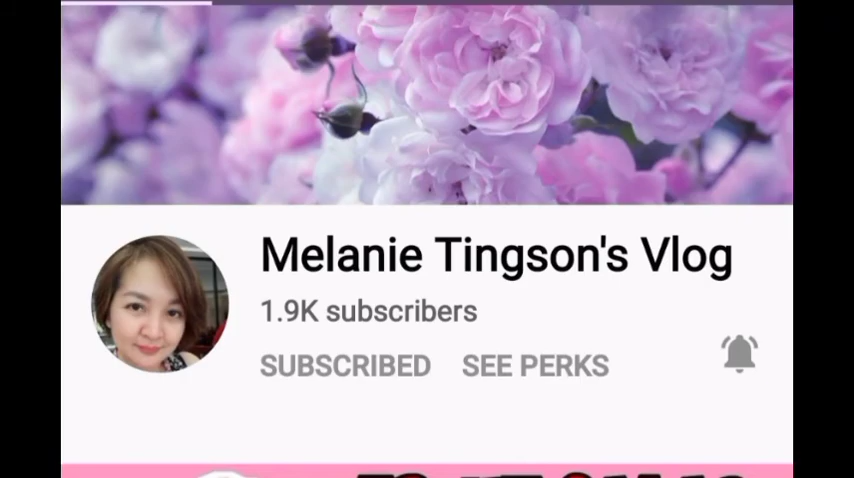 Melanie Tingson's Vlog
1.9K subscribers
SUBSCRIBED SEE PERKS